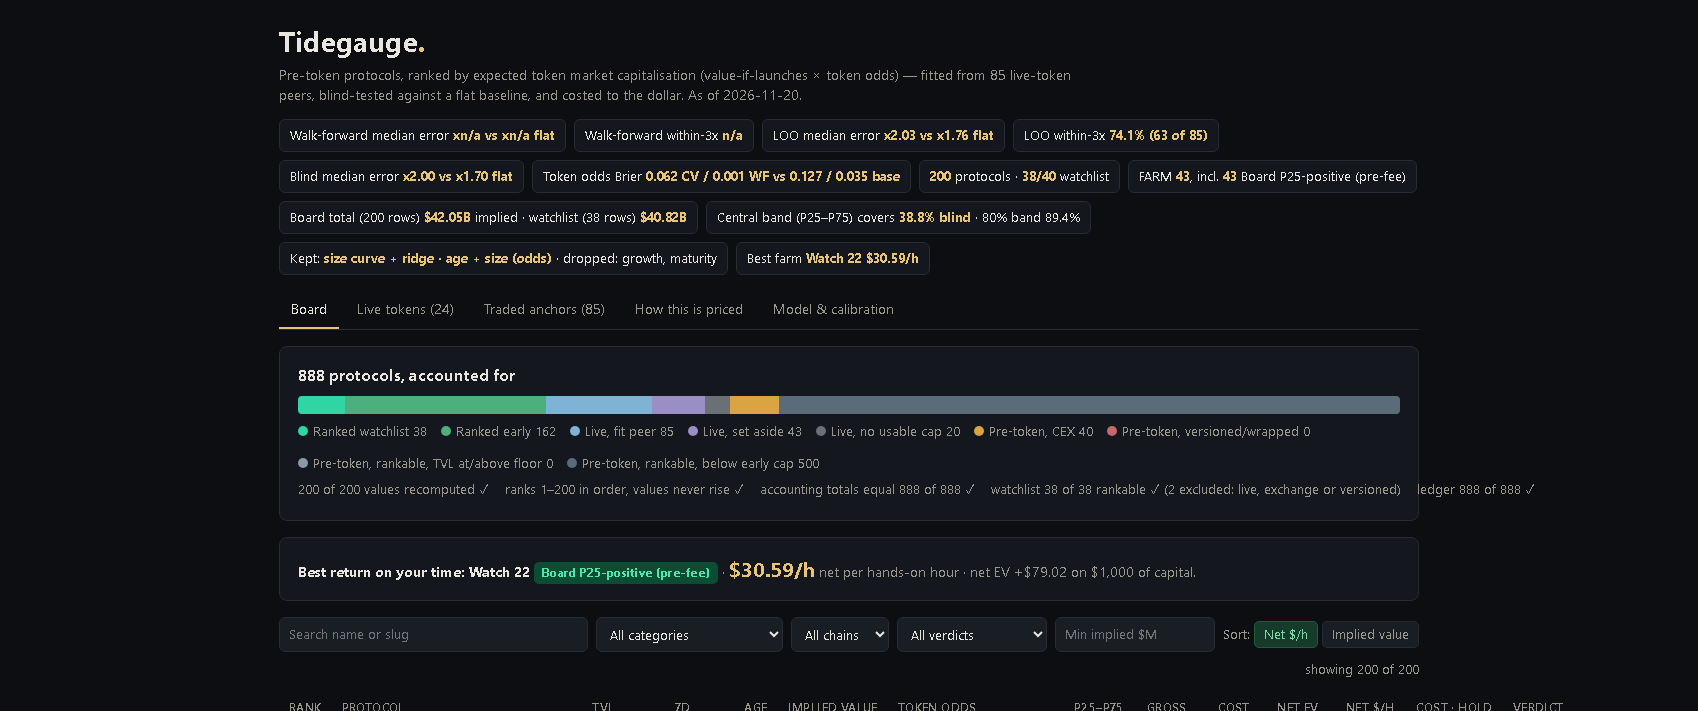 Tidegauge.
Pre-token protocols, ranked by expected token market capitalisation (value-if-launches × token odds) — fitted from 85 live-token
peers, blind-tested against a flat baseline, and costed to the dollar. As of 2026-11-20.
Walk-forward median error xn/a vs xn/a flat
Walk-forward within-3x n/a
LOO median error x2.03 vs x1.76 flat
LOO within-3x 74.1% (63 of 85)
Blind median error x2.00 vs x1.70 flat
Token odds Brier 0.062 CV / 0.001 WF vs 0.127 / 0.035 base
200 protocols · 38/40 watchlist
FARM 43, incl. 43 Board P25-positive (pre-fee)
Board total (200 rows) $42.05B implied · watchlist (38 rows) $40.82B
Central band (P25–P75) covers 38.8% blind · 80% band 89.4%
Kept: size curve + ridge · age + size (odds) · dropped: growth, maturity
Best farm Watch 22 $30.59/h
Board
Live tokens (24)
Traded anchors (85)
How this is priced
Model & calibration
888 protocols, accounted for
Ranked watchlist 38
Ranked early 162
Live, fit peer 85
Live, set aside 43
Live, no usable cap 20
Pre-token, CEX 40
Pre-token, versioned/wrapped 0
Pre-token, rankable, TVL at/above floor 0
Pre-token, rankable, below early cap 500
200 of 200 values recomputed ✓
ranks 1–200 in order, values never rise ✓
accounting totals equal 888 of 888 ✓
watchlist 38 of 38 rankable ✓ (2 excluded: live, exchange or versioned)
ledger 888 of 888 ✓
Best return on your time: Watch 22 Board P25-positive (pre-fee) · $30.59/h net per hands-on hour · net EV +$79.02 on $1,000 of capital.
Search name or slug
All categories
All chains
All verdicts
Min implied $M
Sort: Net $/h Implied value
showing 200 of 200
RANK PROTOCOL TVL 7D AGE IMPLIED VALUE TOKEN ODDS P25–P75 GROSS COST NET EV NET $/H COST · HOLD VERDICT